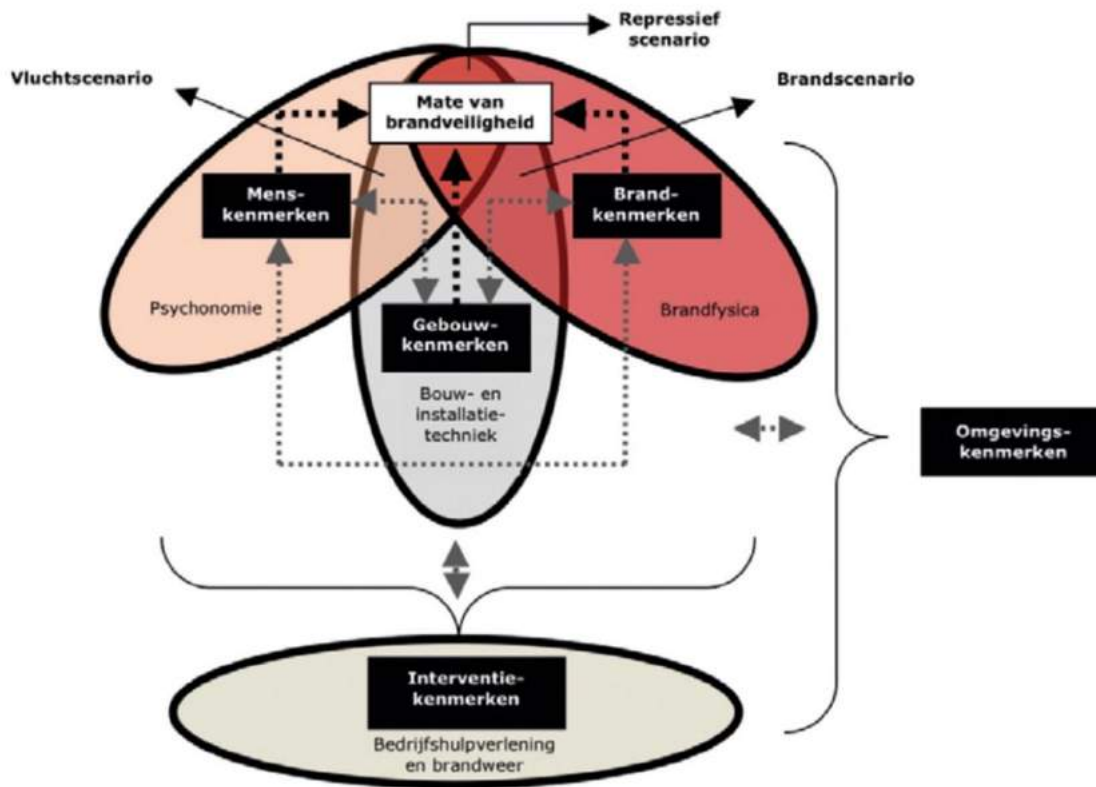 Repressief
scenario
Vluchtscenario
Brandscenario
Mate van
brandveiligheid
Mens-
kenmerken
Brand-
kenmerken
Psychonomie
Brandfysica
Gebouw-
kenmerken
Bouw- en
installatie-
techniek
Omgevings-
kenmerken
Interventie-
kenmerken
Bedrijfshulpverlening
en brandweer